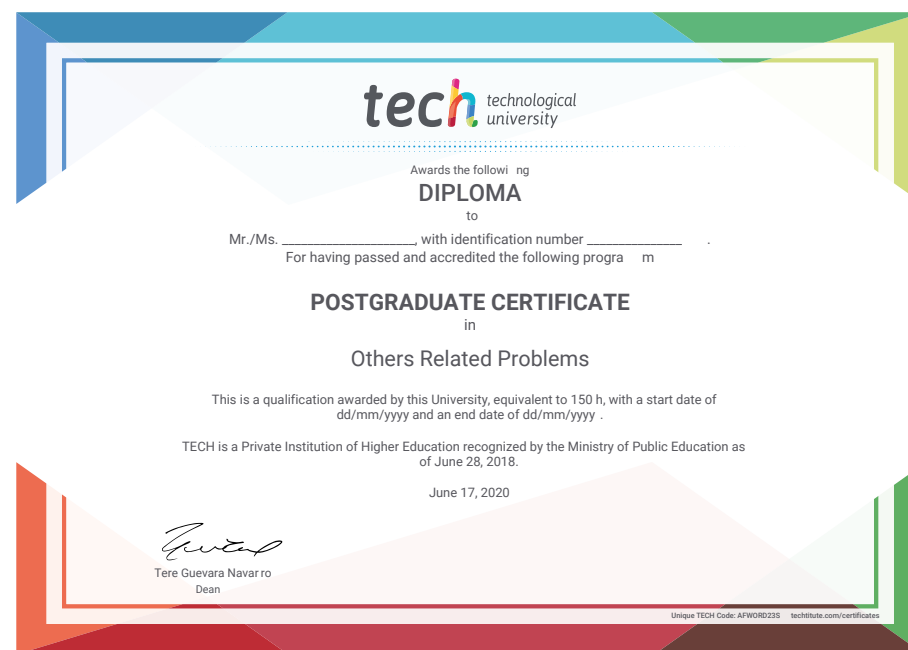 tech technological
university
Awards the followi ng
DIPLOMA
to
Mr./Ms. ____________________, with identification number ______________ .
For having passed and accredited the following progra m
POSTGRADUATE CERTIFICATE
in
Others Related Problems
This is a qualification awarded by this University, equivalent to 150 h, with a start date of
dd/mm/yyyy and an end date of dd/mm/yyyy .
TECH is a Private Institution of Higher Education recognized by the Ministry of Public Education as
of June 28, 2018.
June 17, 2020
Tere Guevara Navar ro
Dean
Unique TECH Code: AFWORD23S techtitute.com/certificates